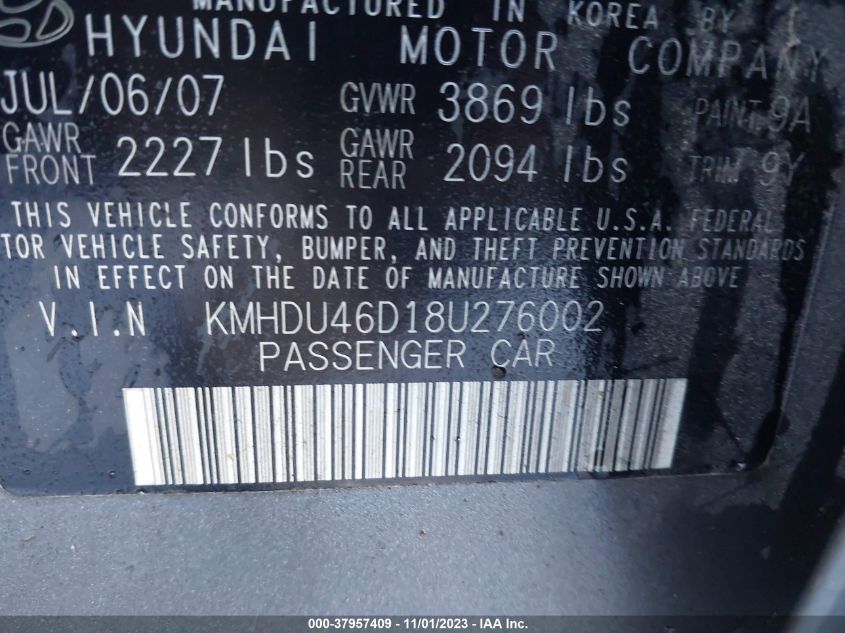 MANUFACTURED IN KOREA BY
HYUNDAI MOTOR COMPANY
JUL/06/07 GVWR 3869 lbs PAINT 9A
GAWR FRONT 2227 lbs GAWR REAR 2094 lbs TRIM 9Y
THIS VEHICLE CONFORMS TO ALL APPLICABLE U.S.A. FEDERAL
TOR VEHICLE SAFETY, BUMPER, AND THEFT PREVENTION STANDARDS
IN EFFECT ON THE DATE OF MANUFACTURE SHOWN ABOVE
V.I.N KMHDU46D18U276002
PASSENGER CAR
000-37957409 - 11/01/2023 - IAA Inc.